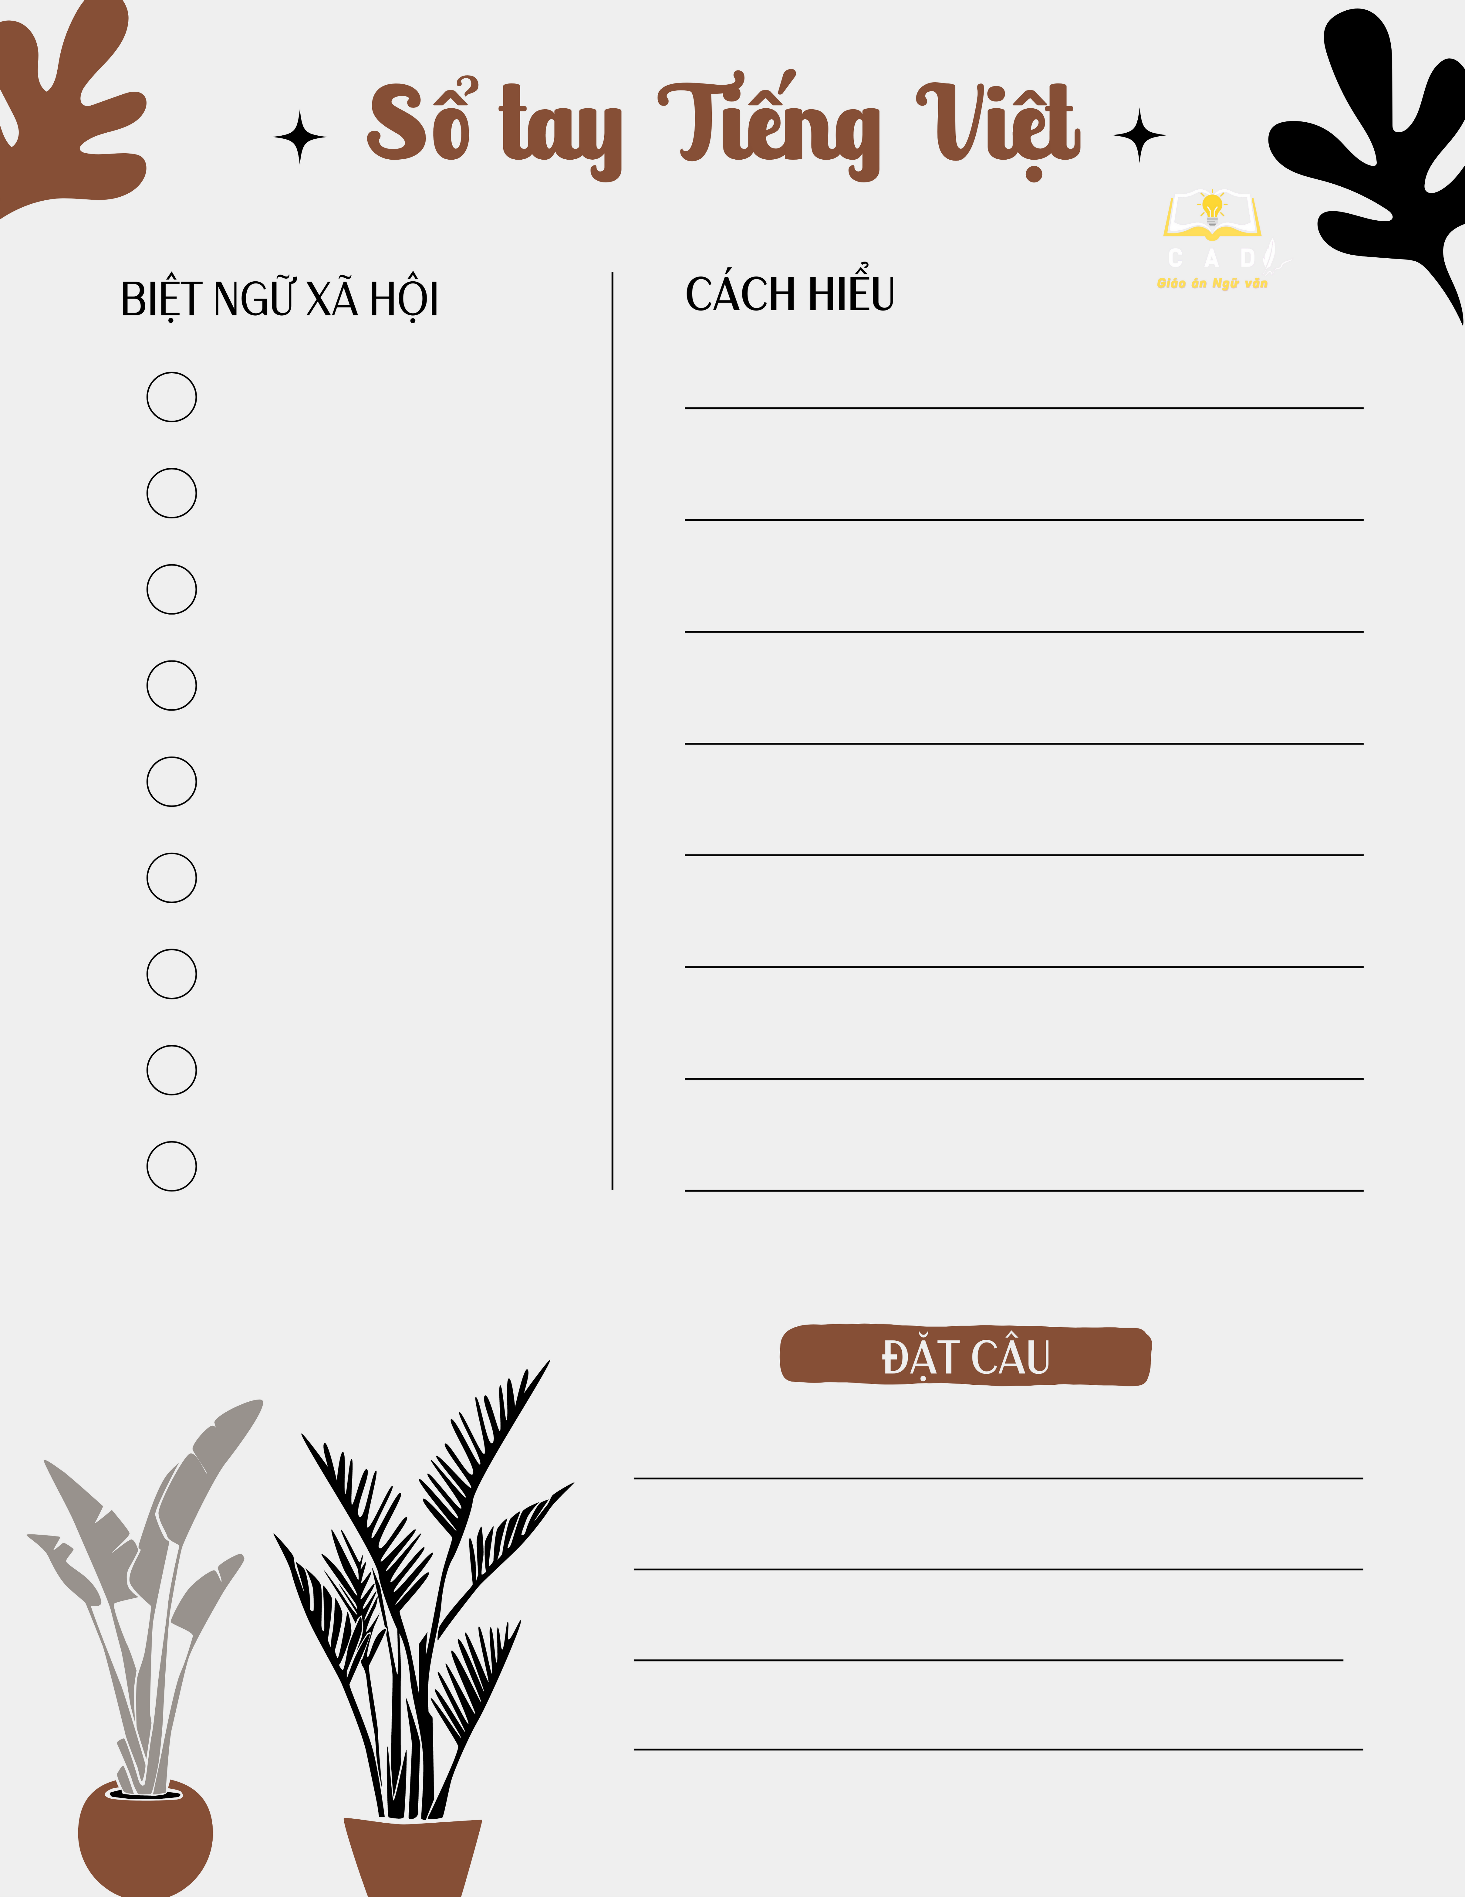 Sổ tay Tiếng Việt
C A D
Giáo án Ngữ văn
BIỆT NGỮ XÃ HỘI
CÁCH HIỂU
ĐẶT CÂU